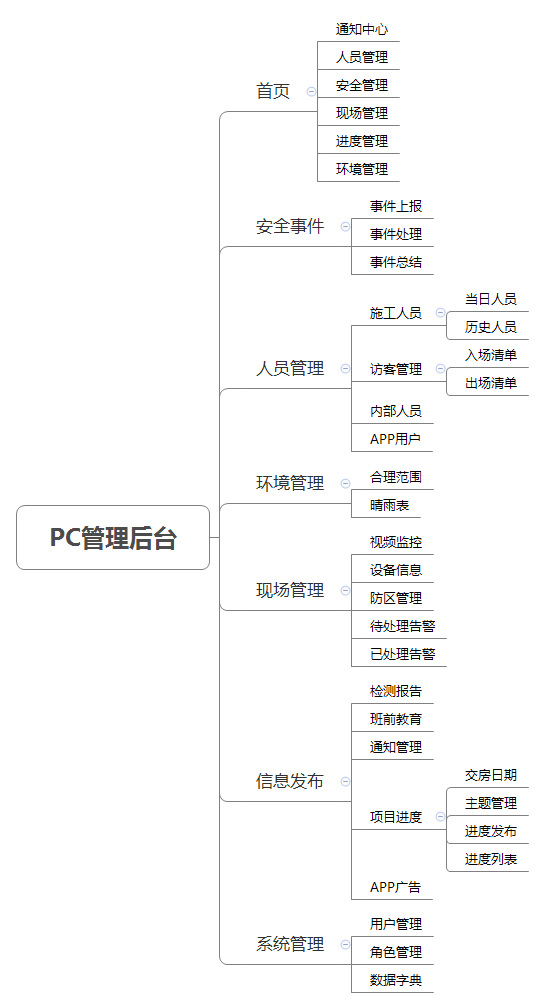 PC管理后台
首页
通知中心
人员管理
安全管理
现场管理
进度管理
环境管理
安全事件
事件上报
事件处理
事件总结
人员管理
施工人员
当日人员
历史人员
访客管理
入场清单
出场清单
内部人员
APP用户
环境管理
合理范围
晴雨表
现场管理
视频监控
设备信息
防区管理
待处理告警
已处理告警
信息发布
检测报告
班前教育
通知管理
项目进度
交房日期
主题管理
进度发布
进度列表
APP广告
系统管理
用户管理
角色管理
数据字典